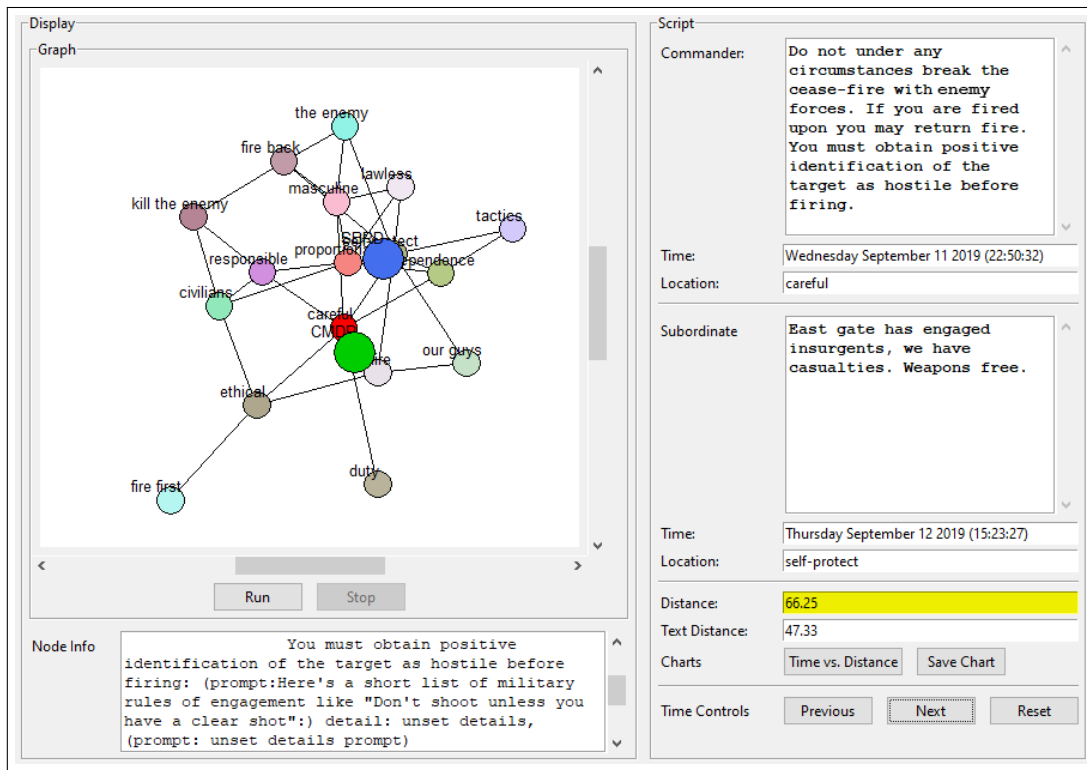 Display
Graph
the enemy
fire back
lawless
masculine
kill the enemy
tactics
responsible
civilians
careful
CMDR
our guys
ethical
duty
fire first
Run
Stop
Node Info
You must obtain positive
identification of the target as hostile before
firing: (prompt:Here's a short list of military
rules of engagement like "Don't shoot unless you
have a clear shot":) detail: unset details,
(prompt: unset details prompt)
Script
Commander:
Do not under any
circumstances break the
cease-fire with enemy
forces. If you are fired
upon you may return fire.
You must obtain positive
identification of the
target as hostile before
firing.
Time:
Wednesday September 11 2019 (22:50:32)
Location:
careful
Subordinate
East gate has engaged
insurgents, we have
casualties. Weapons free.
Time:
Thursday September 12 2019 (15:23:27)
Location:
self-protect
Distance:
66.25
Text Distance:
47.33
Charts
Time vs. Distance
Save Chart
Time Controls
Previous
Next
Reset